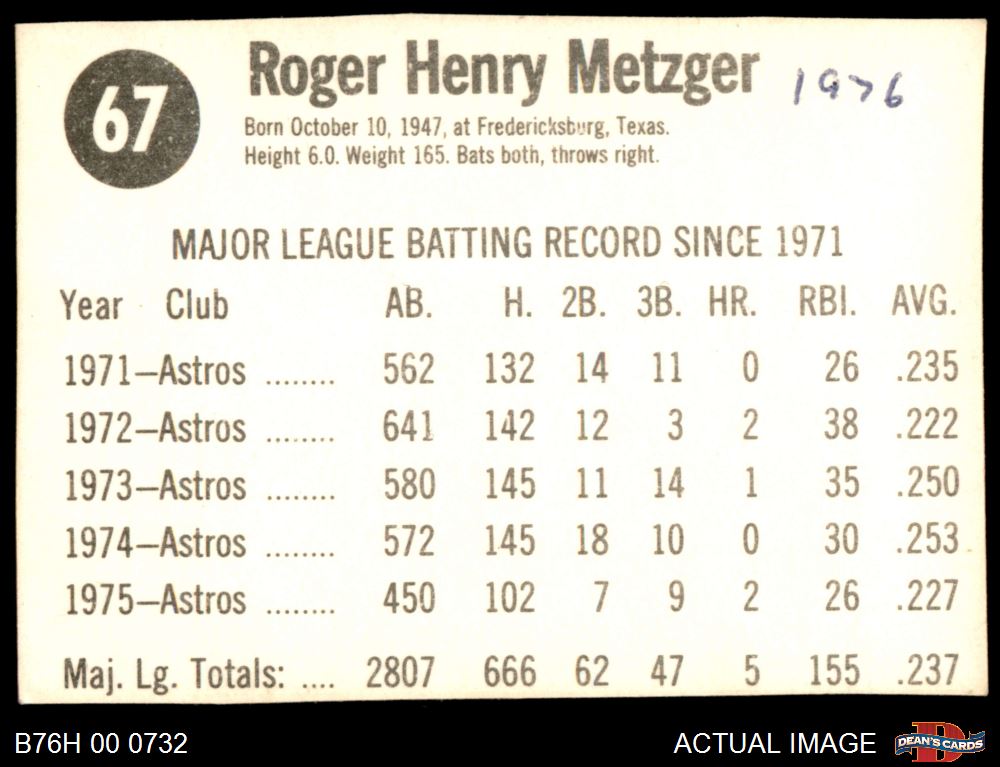 67
Roger Henry Metzger 1976
Born October 10, 1947, at Fredericksburg, Texas.
Height 6.0. Weight 165. Bats both, throws right.
MAJOR LEAGUE BATTING RECORD SINCE 1971
Year Club AB. H. 2B. 3B. HR. RBI. AVG.
1971—Astros ........ 562 132 14 11 0 26 .235
1972—Astros ........ 641 142 12 3 2 38 .222
1973—Astros ........ 580 145 11 14 1 35 .250
1974—Astros ........ 572 145 18 10 0 30 .253
1975—Astros ........ 450 102 7 9 2 26 .227
Maj. Lg. Totals: .... 2807 666 62 47 5 155 .237
B76H 00 0732 ACTUAL IMAGE DEAN'S CARDS